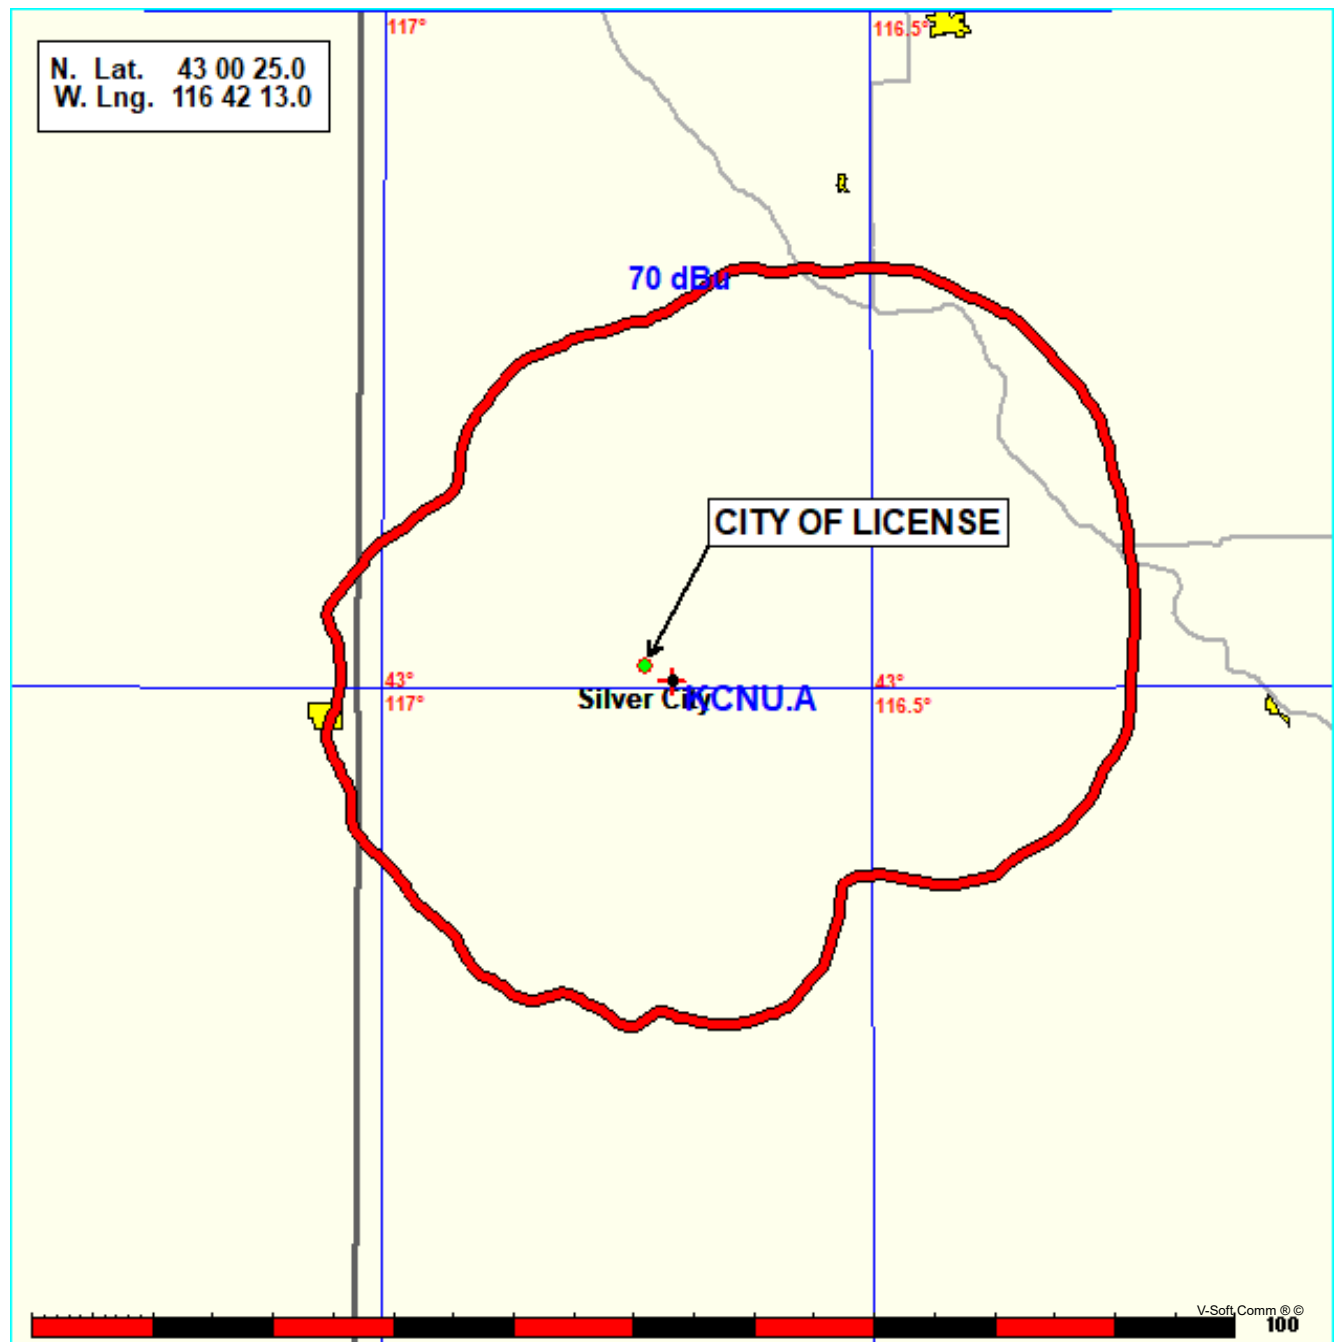 117°
116.5°
N. Lat. 43 00 25.0
W. Lng. 116 42 13.0
70 dBu
CITY OF LICENSE
43°
117°
43°
116.5°
Silver City
KCNU.A
V-Soft Comm ® ©
100